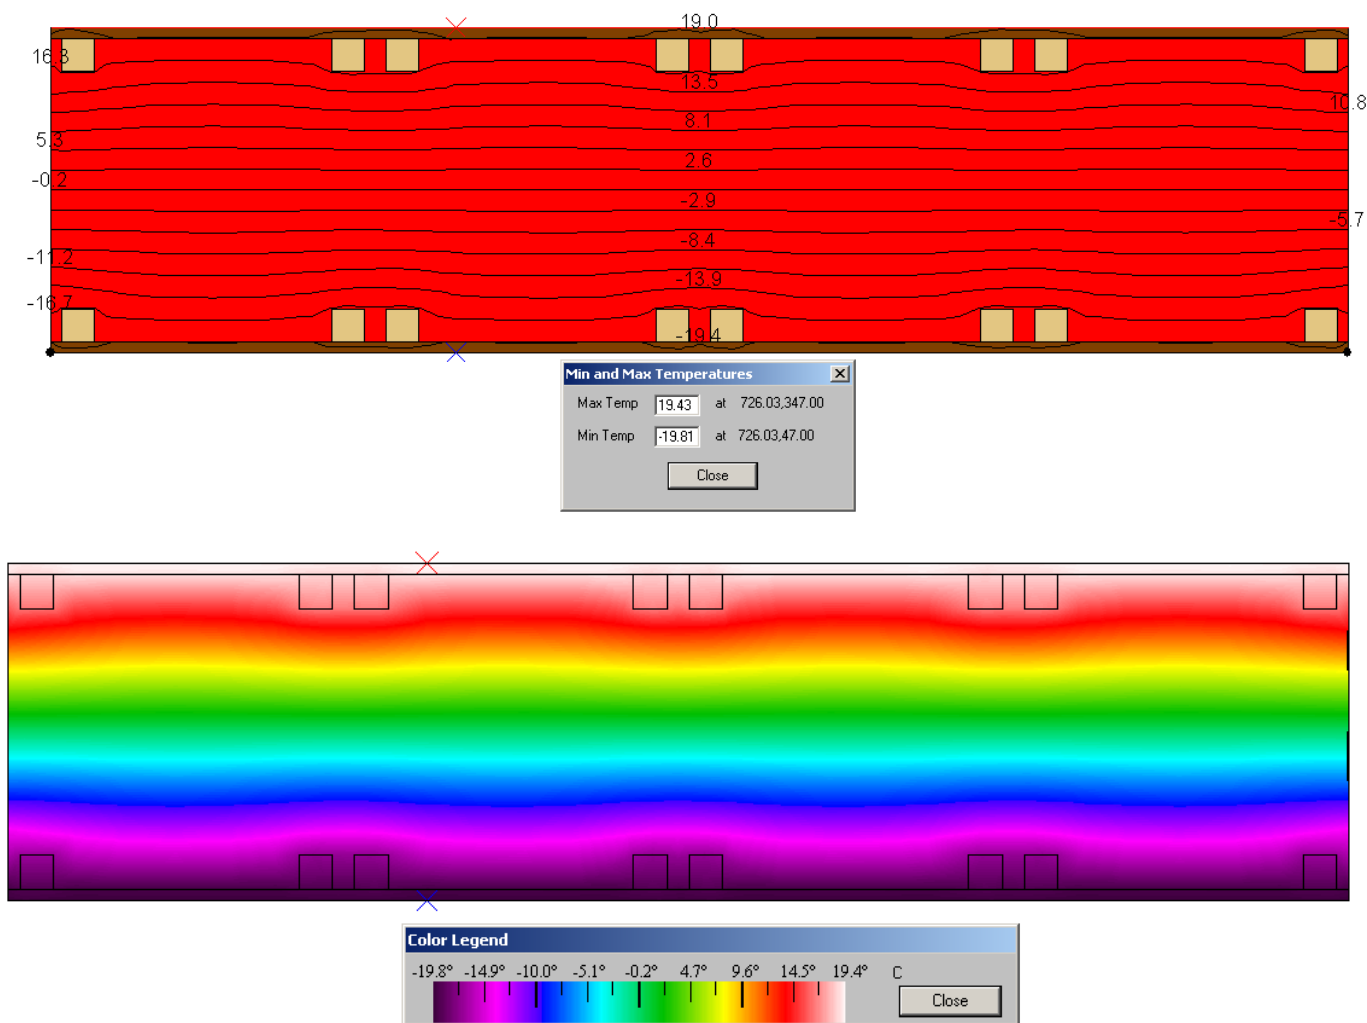 19.0
16.3
13.5
10.8
8.1
5.3
2.6
-0.2
-2.9
-5.7
-8.4
-11.2
-13.9
-16.7
-19.4
Min and Max Temperatures
Max Temp 19.43 at 726.03,347.00
Min Temp -19.81 at 726.03,47.00
Close
Color Legend
-19.8° -14.9° -10.0° -5.1° -0.2° 4.7° 9.6° 14.5° 19.4° C
Close